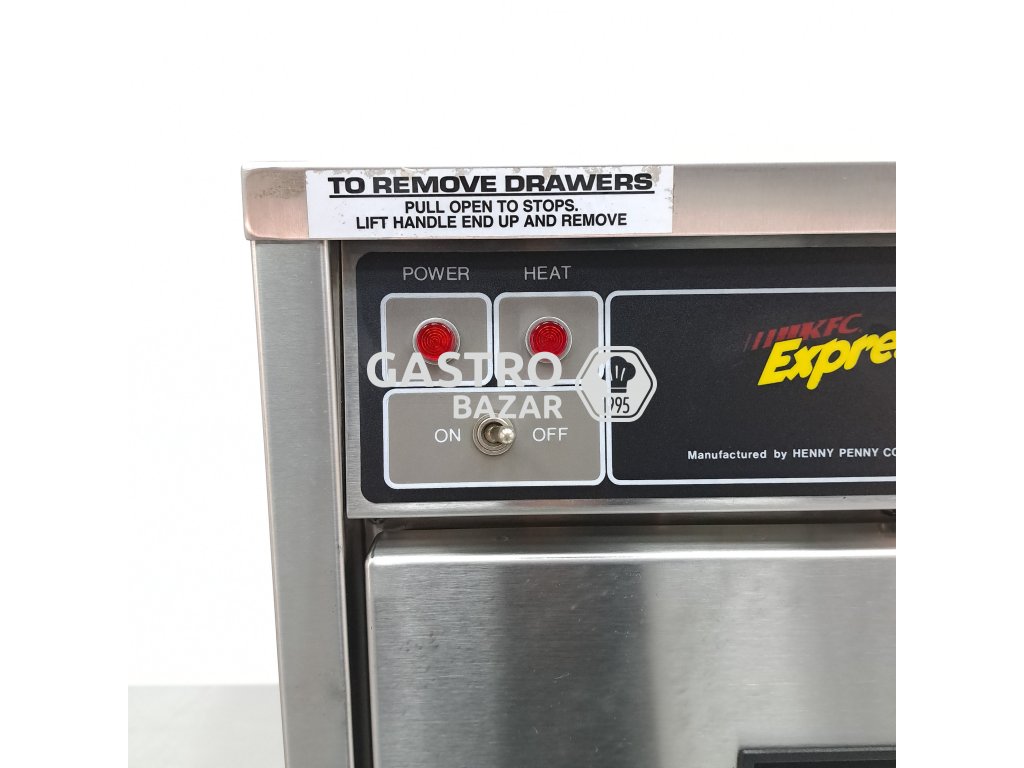 TO REMOVE DRAWERS
PULL OPEN TO STOPS.
LIFT HANDLE END UP AND REMOVE
POWER HEAT
KFC
GASTRO
BAZAR
1995
ON OFF
Manufactured by HENNY PENNY